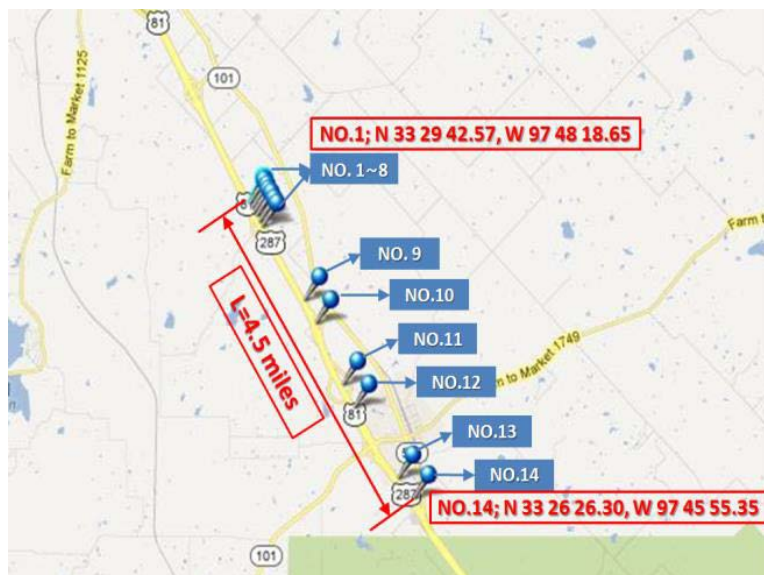 81
101
Farm to Market 1125
NO.1; N 33 29 42.57, W 97 48 18.65
NO. 1~8
287
Farm to
NO. 9
NO.10
L=4.5 miles
NO.11
Farm to Market 1749
NO.12
81
NO.13
NO.14
287
NO.14; N 33 26 26.30, W 97 45 55.35
101